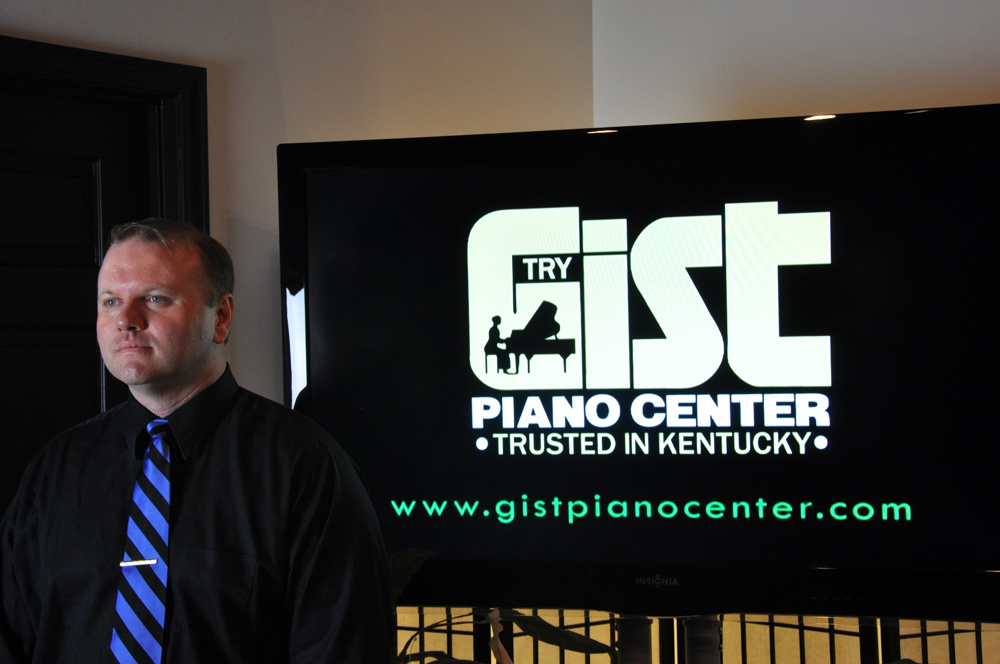 TRY
Gist
PIANO CENTER
• TRUSTED IN KENTUCKY •
www.gistpianocenter.com
INSIGNIA